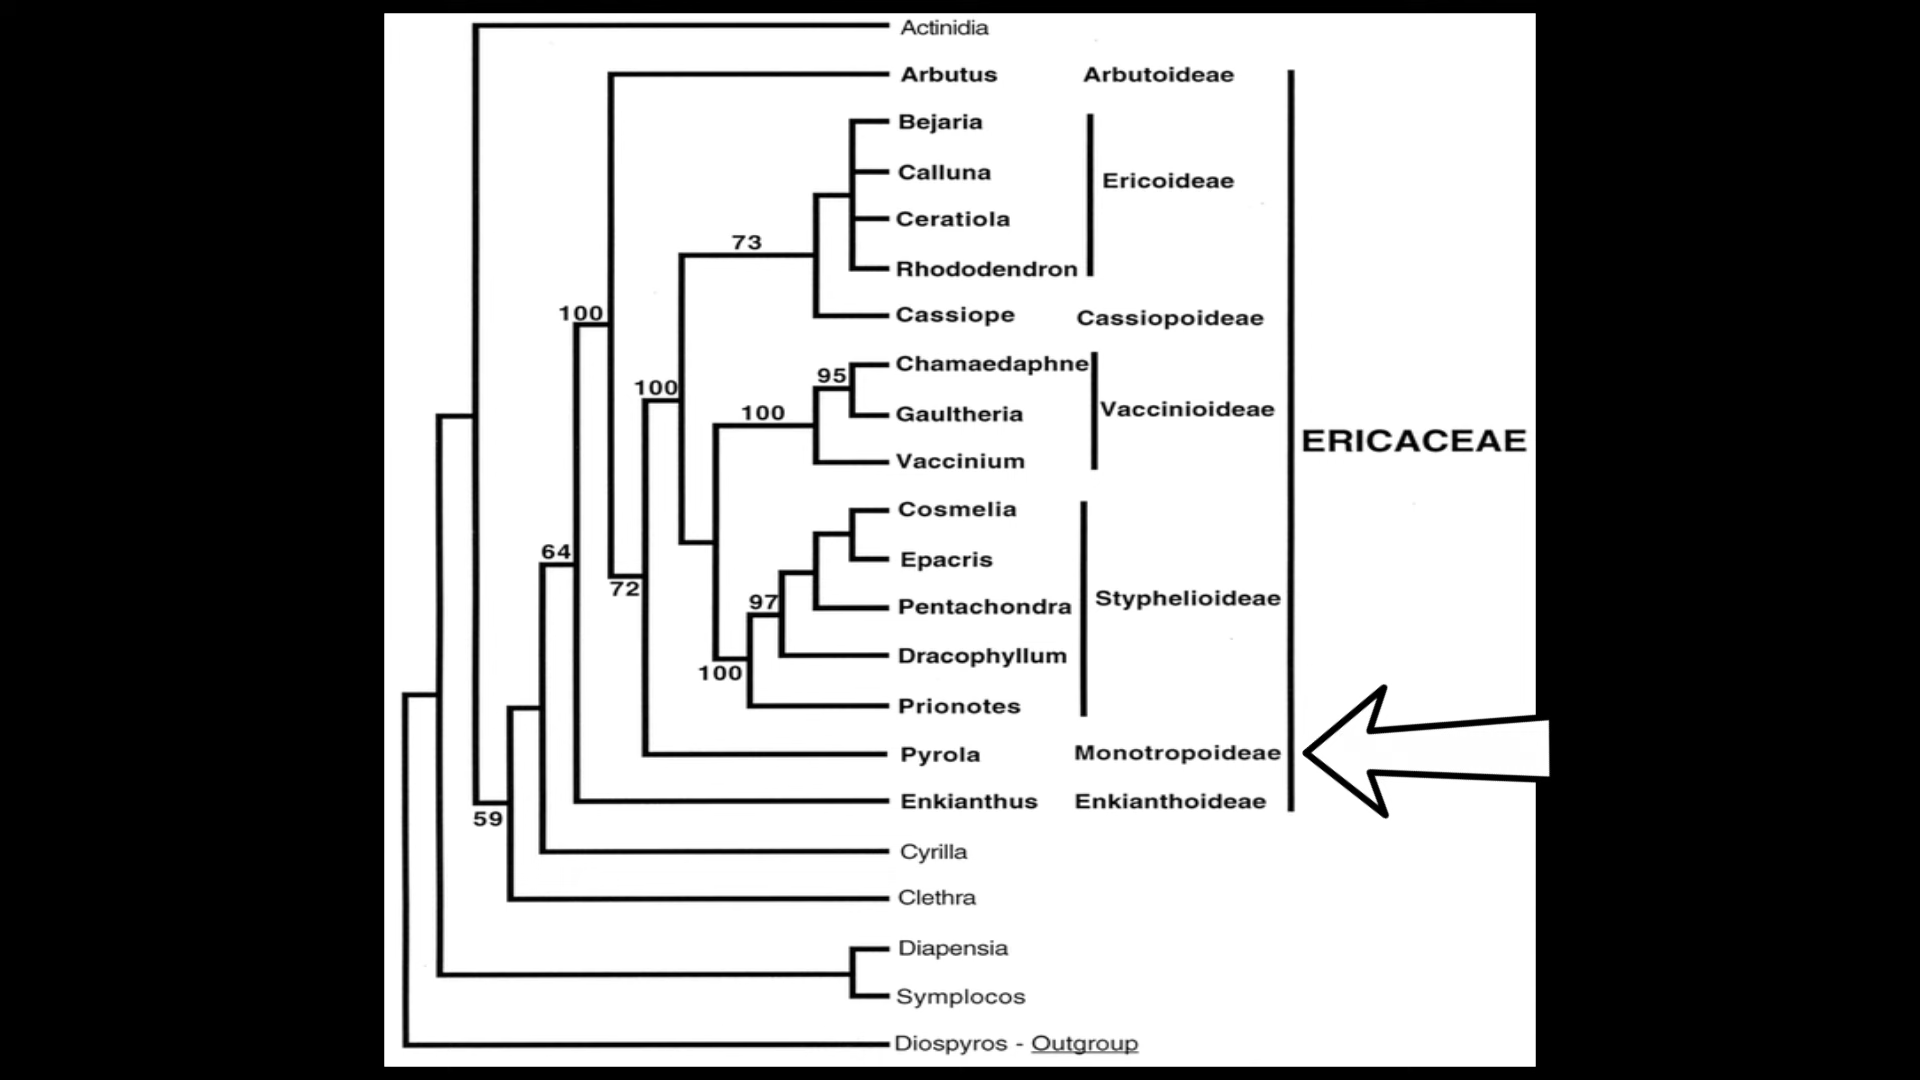 Actinidia
Arbutus Arbutoideae
Bejaria
Calluna
Ericoideae
Ceratiola
73
Rhododendron
100
Cassiope Cassiopoideae
Chamaedaphne
95
100
Vaccinioideae
100
Gaultheria
ERICACEAE
Vaccinium
Cosmelia
64
Epacris
72
Styphelioideae
97
Pentachondra
Dracophyllum
100
Prionotes
Pyrola Monotropoideae
Enkianthus Enkianthoideae
59
Cyrilla
Clethra
Diapensia
Symplocos
Diospyros - Outgroup